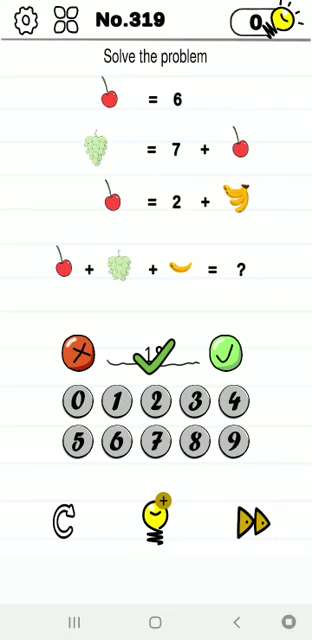 No.319
0
Solve the problem
= 6
= 7 +
= 2 +
+ + = ?
0 1 2 3 4
5 6 7 8 9